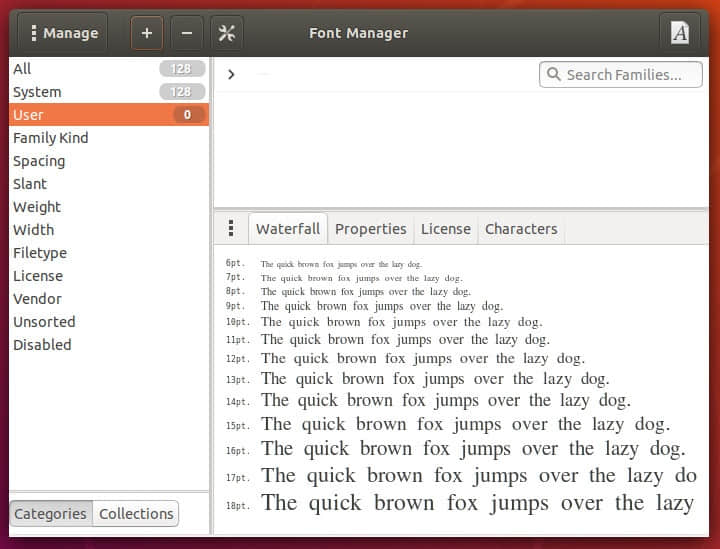 Manage
+
−
Font Manager
A
All 128
System 128
User 0
Family Kind
Spacing
Slant
Weight
Width
Filetype
License
Vendor
Unsorted
Disabled
Categories Collections
Search Families...
Waterfall Properties License Characters
6pt. The quick brown fox jumps over the lazy dog.
7pt. The quick brown fox jumps over the lazy dog.
8pt. The quick brown fox jumps over the lazy dog.
9pt. The quick brown fox jumps over the lazy dog.
10pt. The quick brown fox jumps over the lazy dog.
11pt. The quick brown fox jumps over the lazy dog.
12pt. The quick brown fox jumps over the lazy dog.
13pt. The quick brown fox jumps over the lazy dog.
14pt. The quick brown fox jumps over the lazy dog.
15pt. The quick brown fox jumps over the lazy dog.
16pt. The quick brown fox jumps over the lazy dog.
17pt. The quick brown fox jumps over the lazy do
18pt. The quick brown fox jumps over the lazy